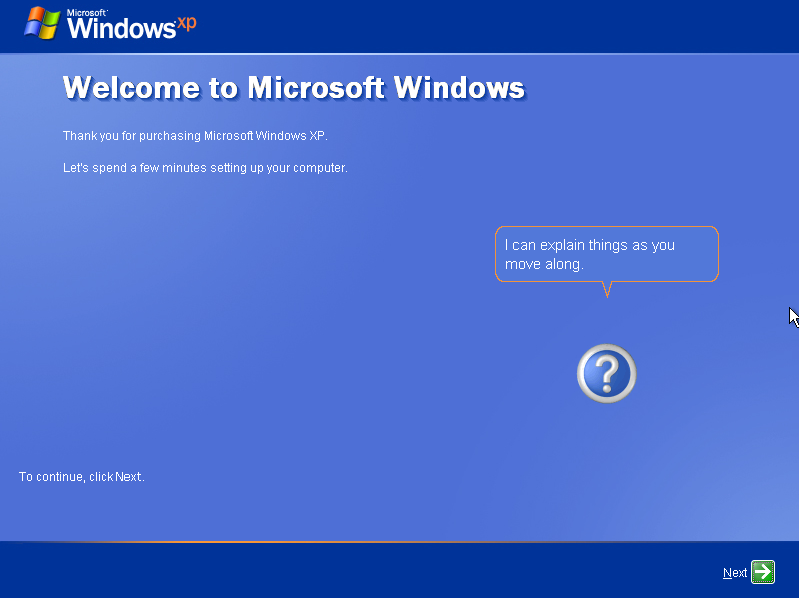 Microsoft
Windows xp
Welcome to Microsoft Windows
Thank you for purchasing Microsoft Windows XP.
Let's spend a few minutes setting up your computer.
I can explain things as you
move along.
?
To continue, click Next.
Next